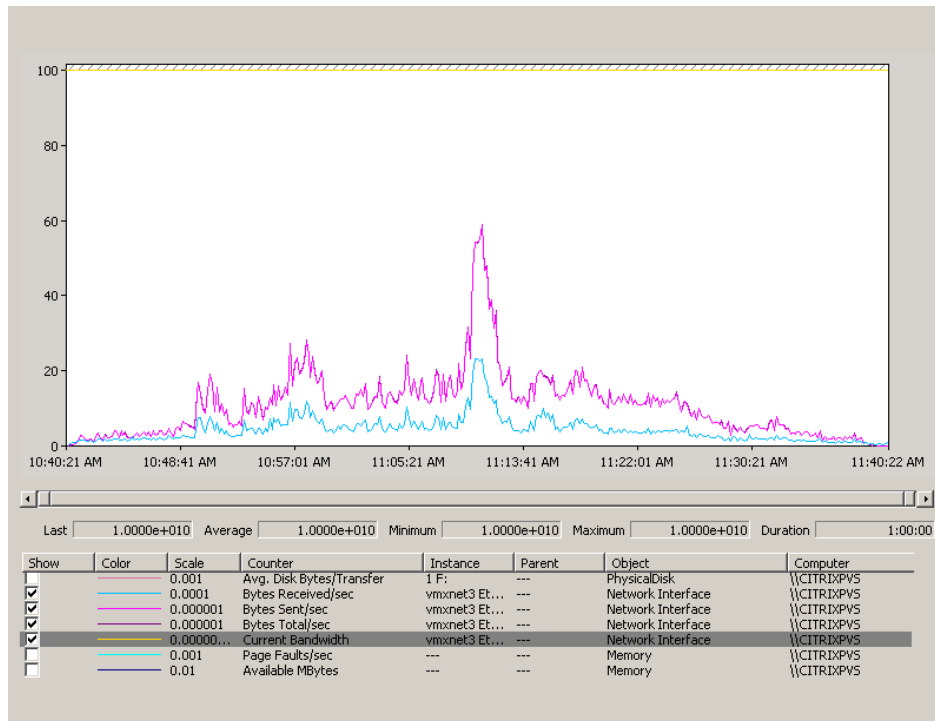 100
80
60
40
20
0
10:40:21 AM 10:48:41 AM 10:57:01 AM 11:05:21 AM 11:13:41 AM 11:22:01 AM 11:30:21 AM 11:40:22 AM
Last 1.0000e+010 Average 1.0000e+010 Minimum 1.0000e+010 Maximum 1.0000e+010 Duration 1:00:00
Show Color Scale Counter Instance Parent Object Computer
0.001 Avg. Disk Bytes/Transfer 1 F: --- PhysicalDisk \\CITRIXPVS
0.0001 Bytes Received/sec vmxnet3 Et... --- Network Interface \\CITRIXPVS
0.000001 Bytes Sent/sec vmxnet3 Et... --- Network Interface \\CITRIXPVS
0.000001 Bytes Total/sec vmxnet3 Et... --- Network Interface \\CITRIXPVS
0.00000... Current Bandwidth vmxnet3 Et... --- Network Interface \\CITRIXPVS
0.001 Page Faults/sec --- --- Memory \\CITRIXPVS
0.01 Available MBytes --- --- Memory \\CITRIXPVS